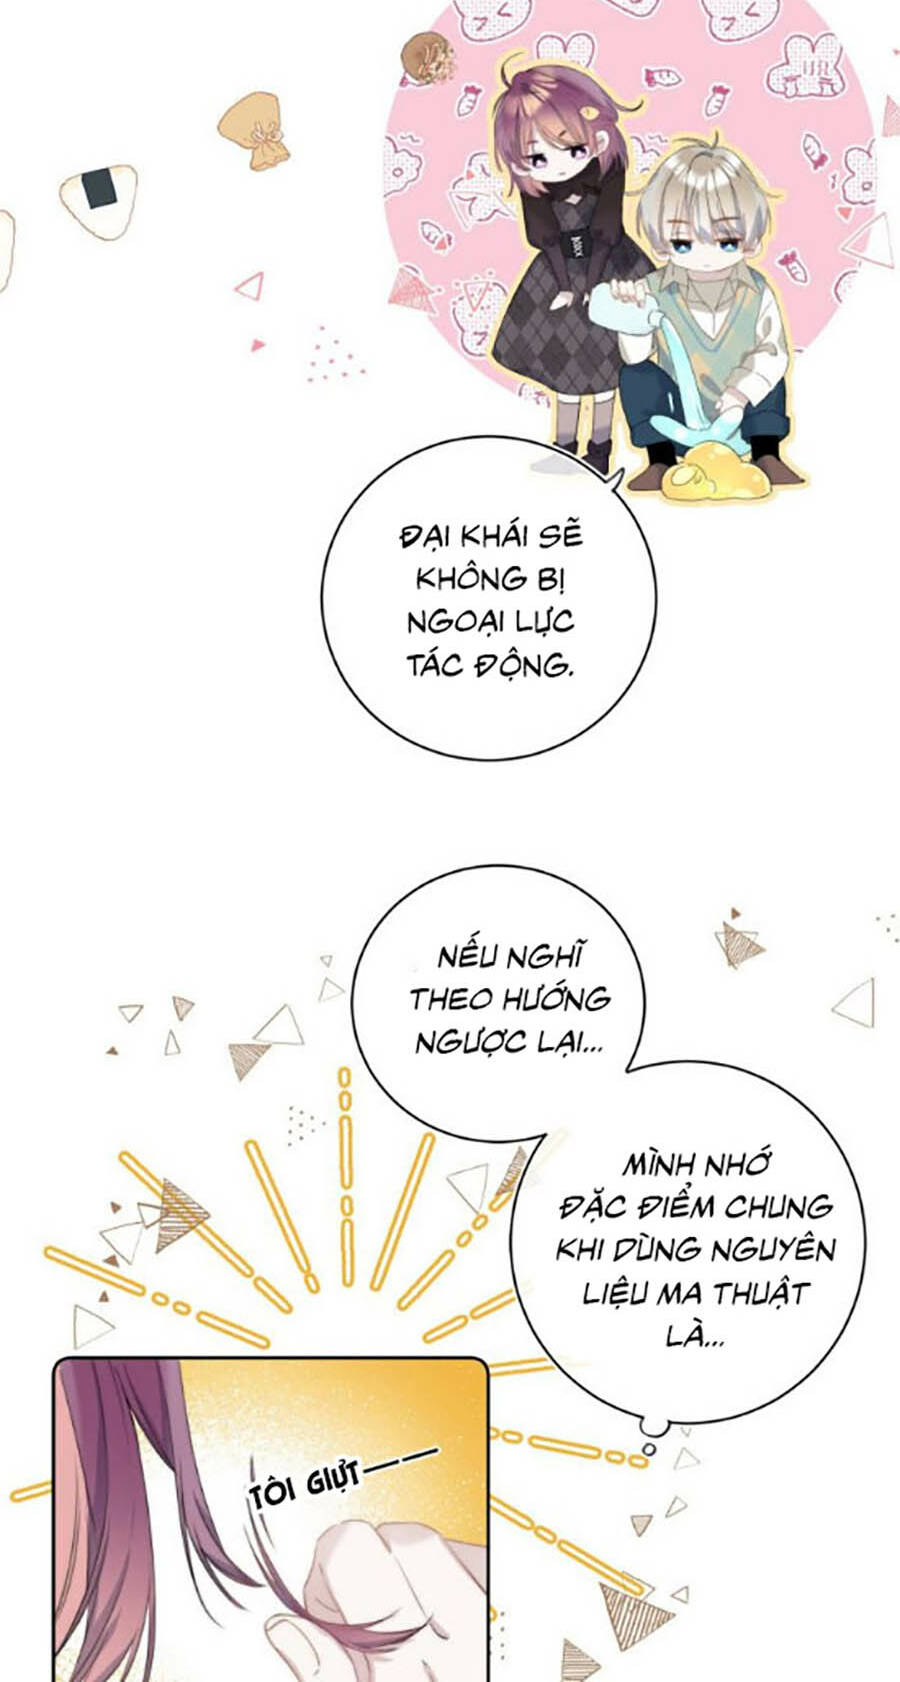 ĐẠI KHÁI SẼ
KHÔNG BỊ
NGOẠI LỰC
TÁC ĐỘNG.
NẾU NGHĨ
THEO HƯỚNG
NGƯỢC LẠI...
MÌNH NHỚ
ĐẶC ĐIỂM CHUNG
KHI DÙNG NGUYÊN
LIỆU MA THUẬT
LÀ...
TÔI GIỰT——